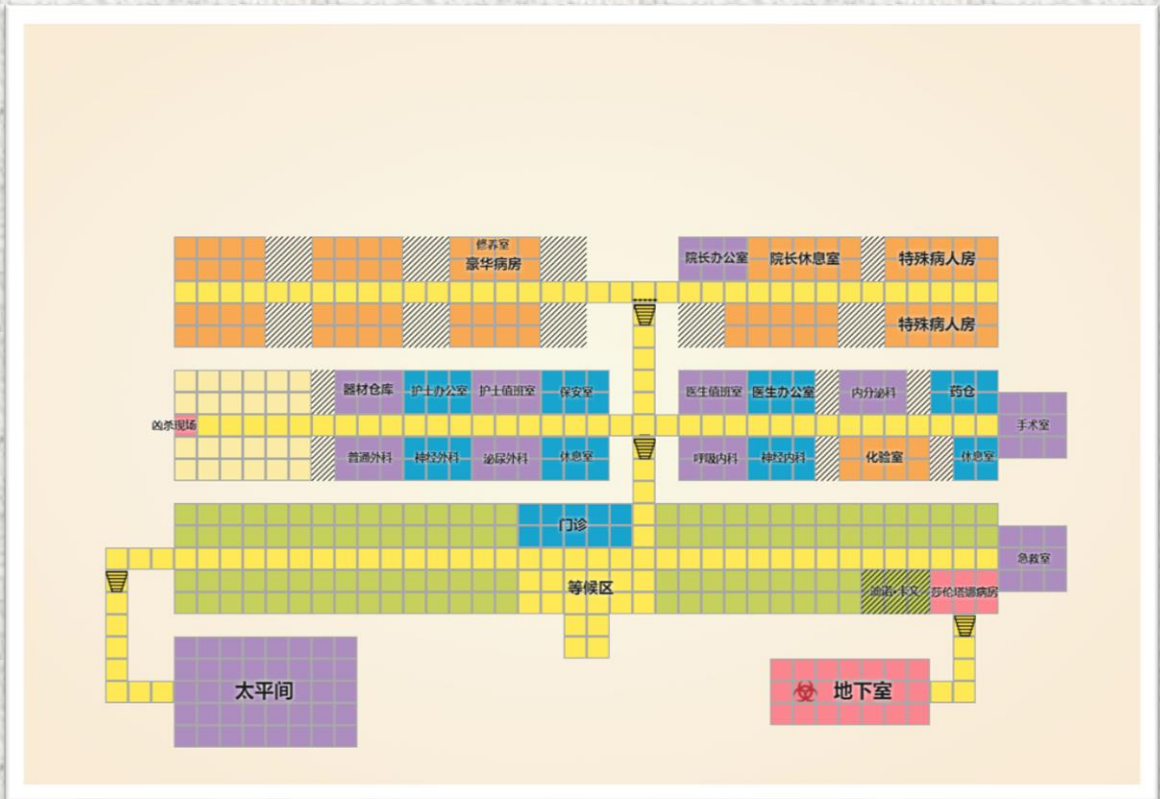 修养室
豪华病房
院长办公室
院长休息室
特殊病人房
特殊病人房
器材仓库
护士办公室
护士值班室
保安室
医生值班室
医生办公室
内分泌科
药仓
凶杀现场
手术室
普通外科
神经外科
泌尿外科
休息室
呼吸内科
神经内科
化验室
休息室
门诊
急救室
等候区
莎伦塔娜病房
太平间
地下室